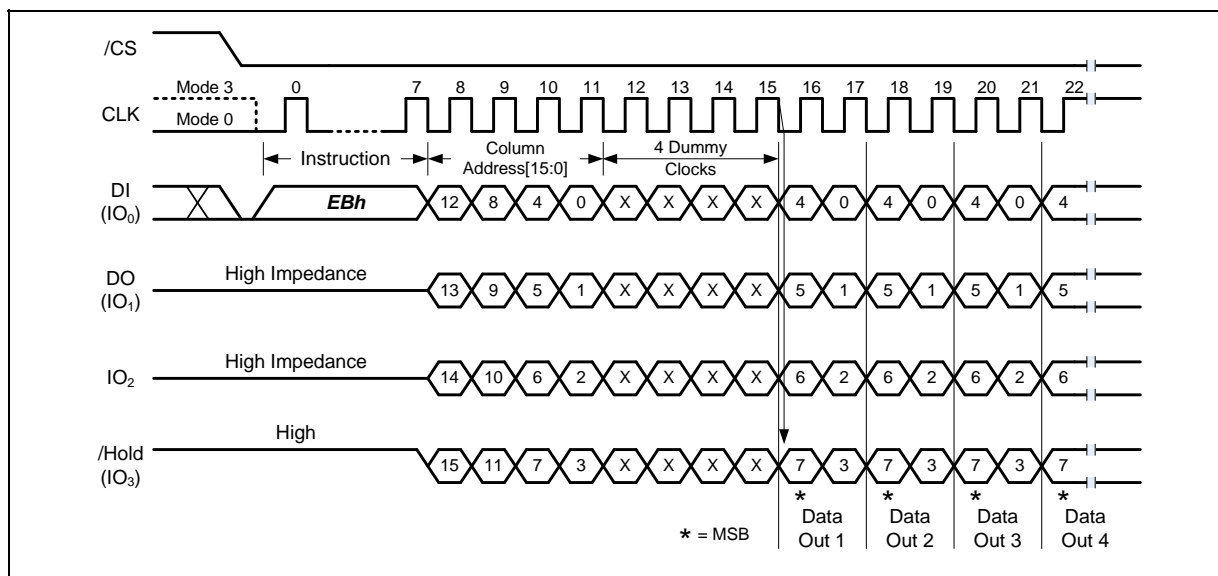 /CS
Mode 3 0 7 8 9 10 11 12 13 14 15 16 17 18 19 20 21 22
CLK
Mode 0
Instruction
Column
Address[15:0]
4 Dummy
Clocks
DI
(IO0)
EBh 12 8 4 0 X X X X 4 0 4 0 4 0 4
DO
(IO1)
High Impedance 13 9 5 1 X X X X 5 1 5 1 5 1 5
IO2
High Impedance 14 10 6 2 X X X X 6 2 6 2 6 2 6
/Hold
(IO3)
High 15 11 7 3 X X X X 7 3 7 3 7 3 7
* * * *
* = MSB
Data
Out 1
Data
Out 2
Data
Out 3
Data
Out 4